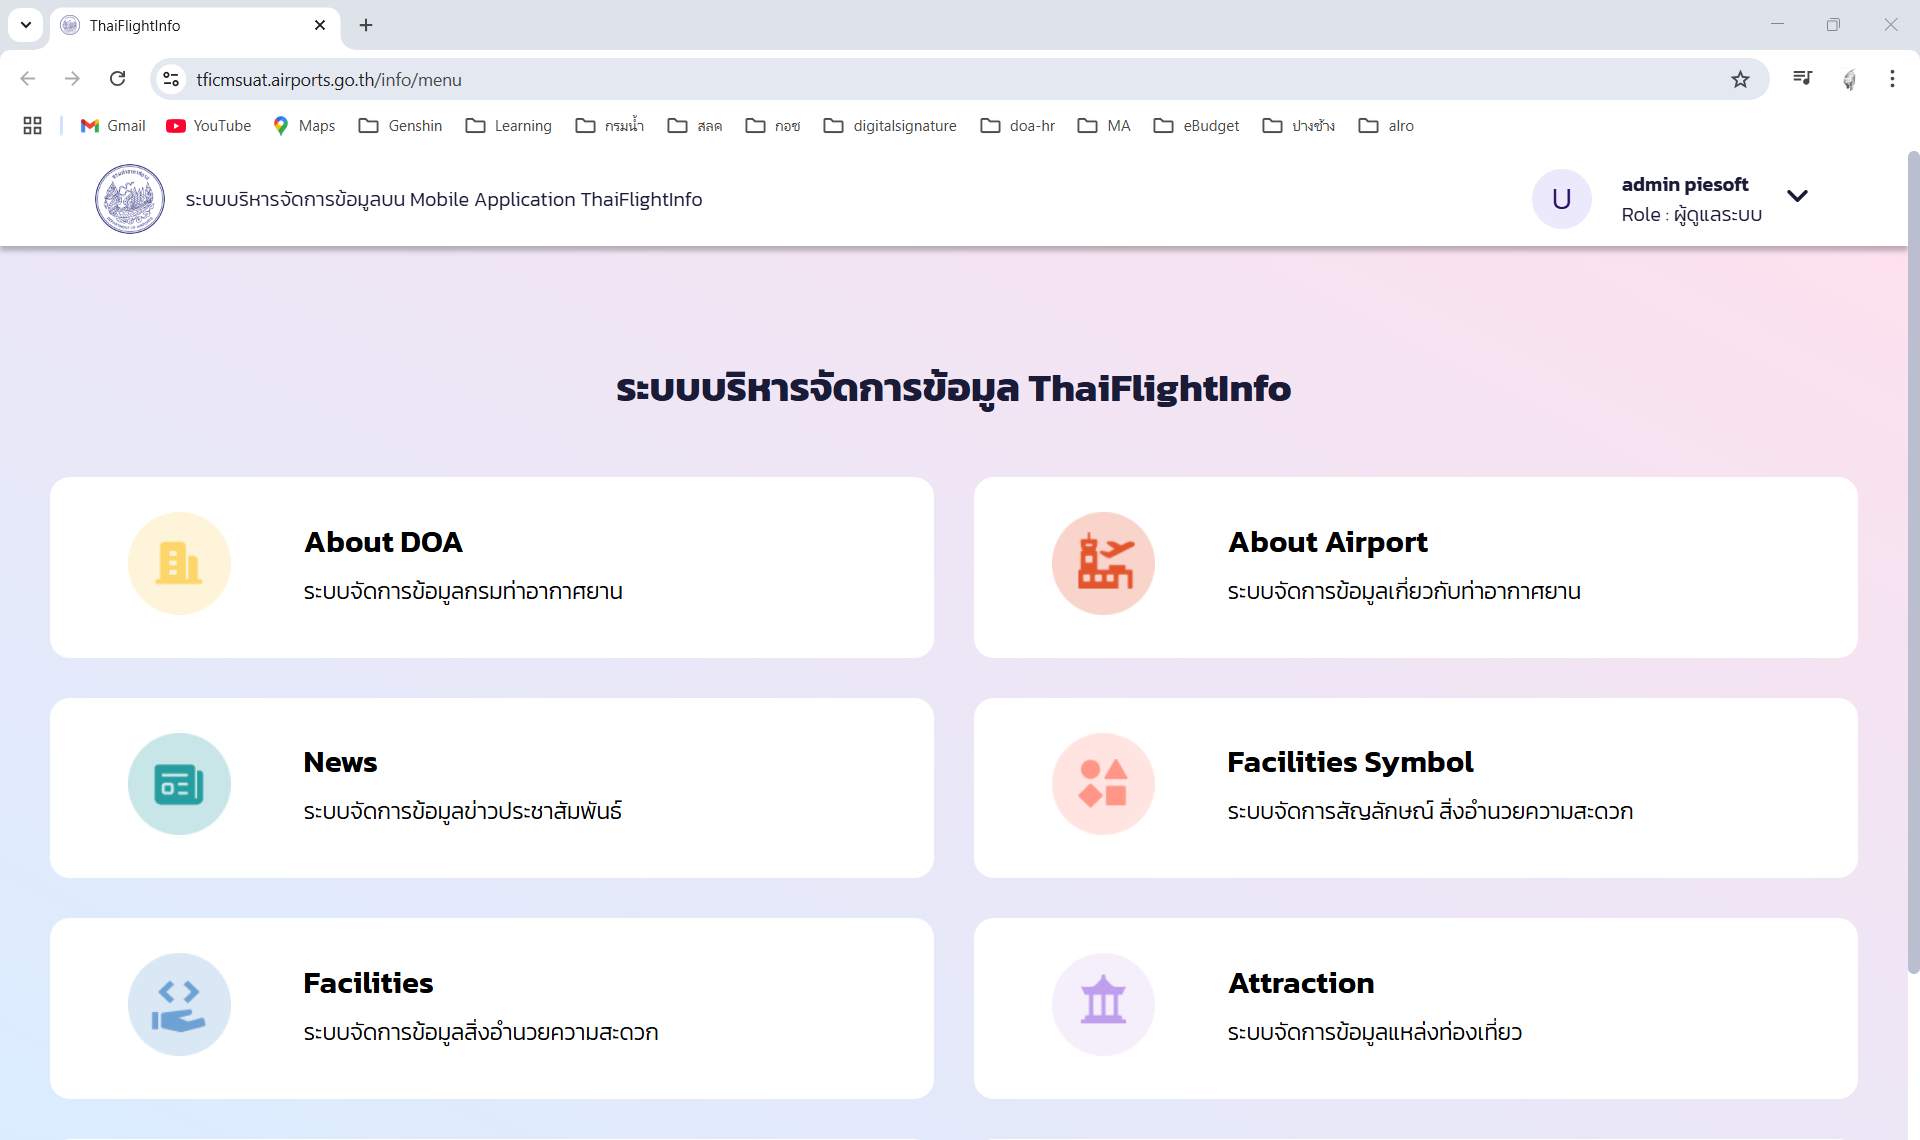 ThaiFlightInfo
tficmsuat.airports.go.th/info/menu
Gmail YouTube Maps Genshin Learning กรมน้ำ สลค กอช digitalsignature doa-hr MA eBudget ปางช้าง alro
ระบบบริหารจัดการข้อมูลบน Mobile Application ThaiFlightInfo
U
admin piesoft
Role : ผู้ดูแลระบบ
ระบบบริหารจัดการข้อมูล ThaiFlightInfo
About DOA
ระบบจัดการข้อมูลกรมท่าอากาศยาน
About Airport
ระบบจัดการข้อมูลเกี่ยวกับท่าอากาศยาน
News
ระบบจัดการข้อมูลข่าวประชาสัมพันธ์
Facilities Symbol
ระบบจัดการสัญลักษณ์ สิ่งอำนวยความสะดวก
Facilities
ระบบจัดการข้อมูลสิ่งอำนวยความสะดวก
Attraction
ระบบจัดการข้อมูลแหล่งท่องเที่ยว